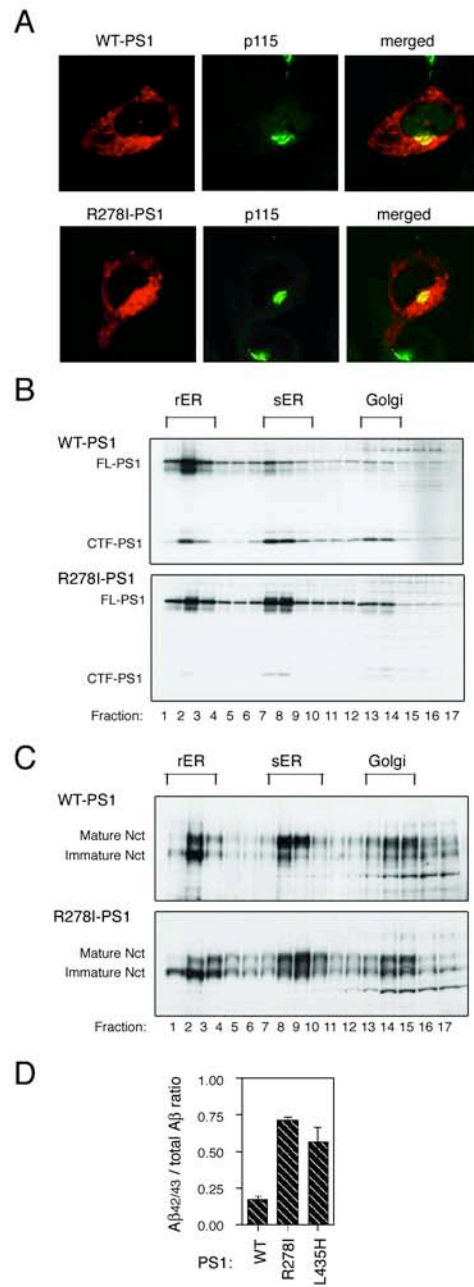 A
WT-PS1 p115 merged
R278I-PS1 p115 merged
B
rER sER Golgi
WT-PS1
FL-PS1
CTF-PS1
R278I-PS1
FL-PS1
CTF-PS1
Fraction: 1 2 3 4 5 6 7 8 9 10 11 12 13 14 15 16 17
C
rER sER Golgi
WT-PS1
Mature Nct
Immature Nct
R278I-PS1
Mature Nct
Immature Nct
Fraction: 1 2 3 4 5 6 7 8 9 10 11 12 13 14 15 16 17
D
Aβ42/43 / total Aβ ratio
1.00
0.75
0.50
0.25
0.00
PS1: WT R278I L435H